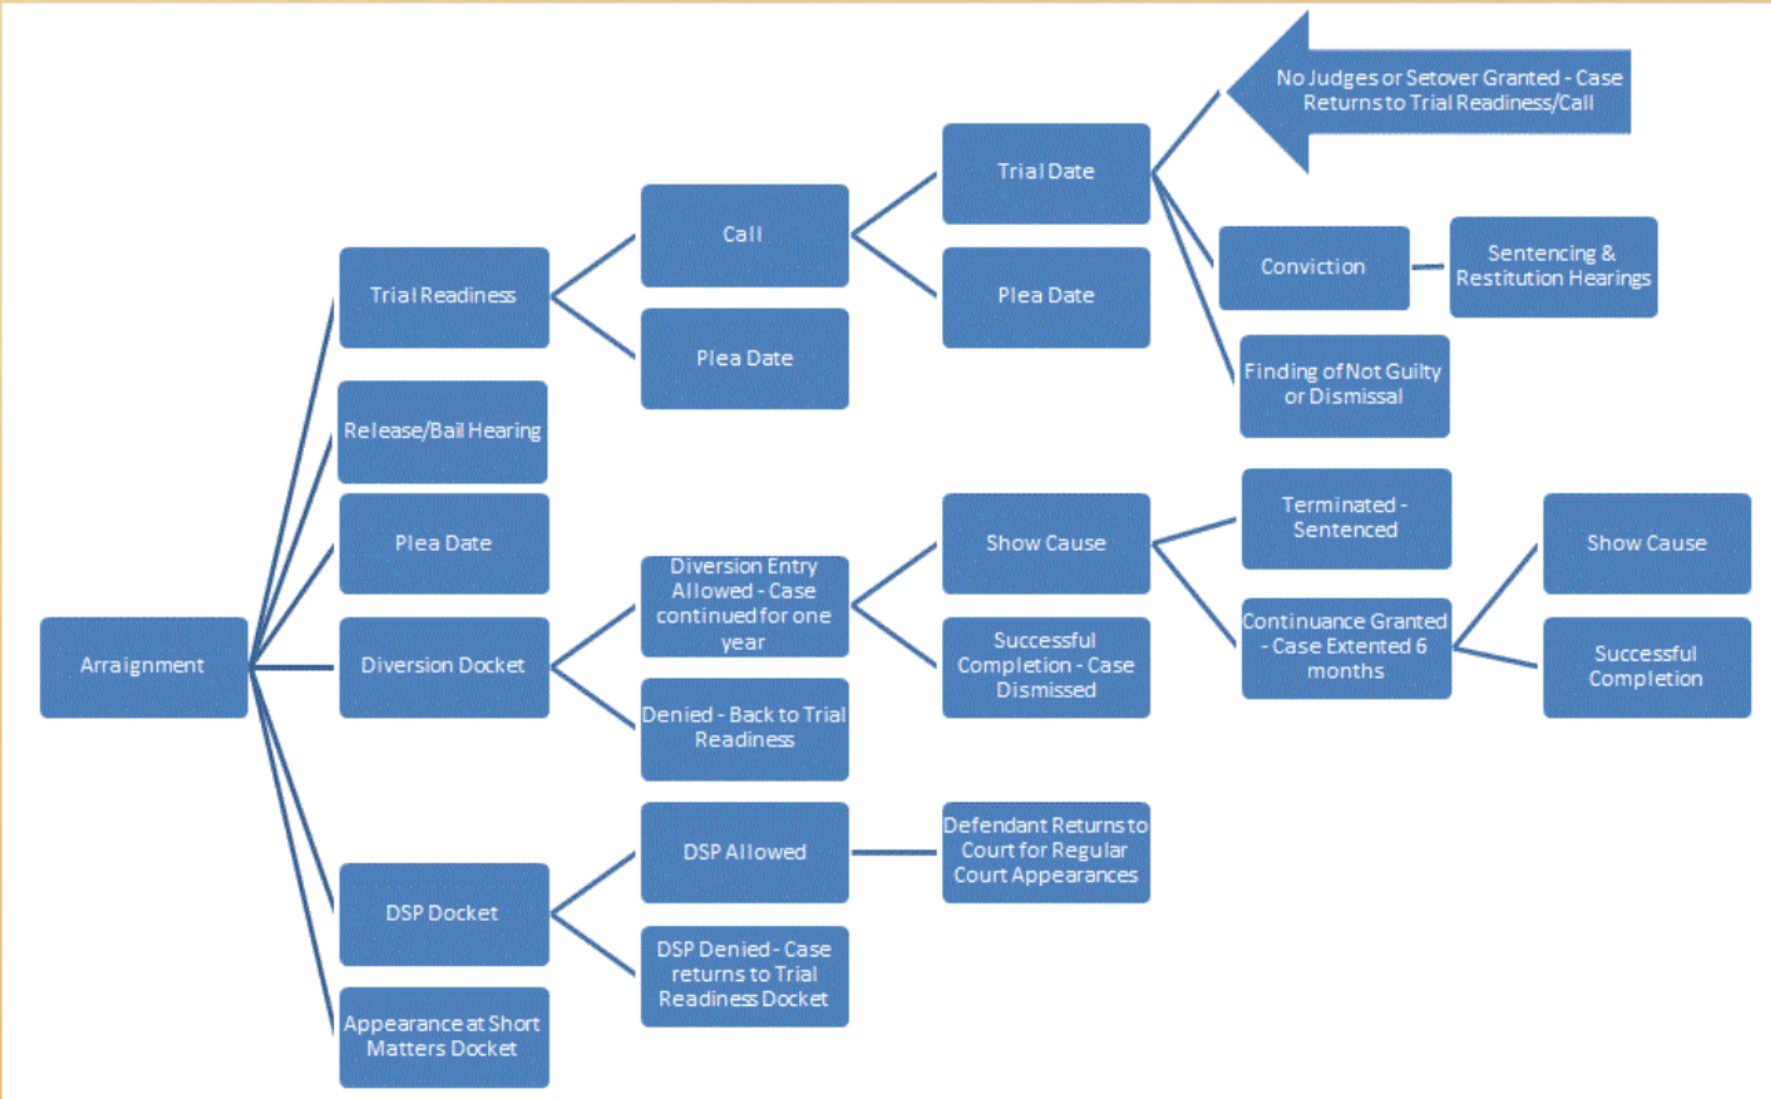 No Judges or Setover Granted - Case
Returns to Trial Readiness/Call
Trial Date
Call
Conviction
Sentencing &
Restitution Hearings
Trial Readiness
Plea Date
Plea Date
Finding of Not Guilty
or Dismissal
Release/Bail Hearing
Plea Date
Diversion Entry
Allowed - Case
continued for one
year
Show Cause
Terminated -
Sentenced
Show Cause
Arraignment
Diversion Docket
Successful
Completion - Case
Dismissed
Continuance Granted
- Case Extented 6
months
Successful
Completion
Denied - Back to Trial
Readiness
DSP Allowed
Defendant Returns to
Court for Regular
Court Appearances
DSP Docket
DSP Denied - Case
returns to Trial
Readiness Docket
Appearance at Short
Matters Docket